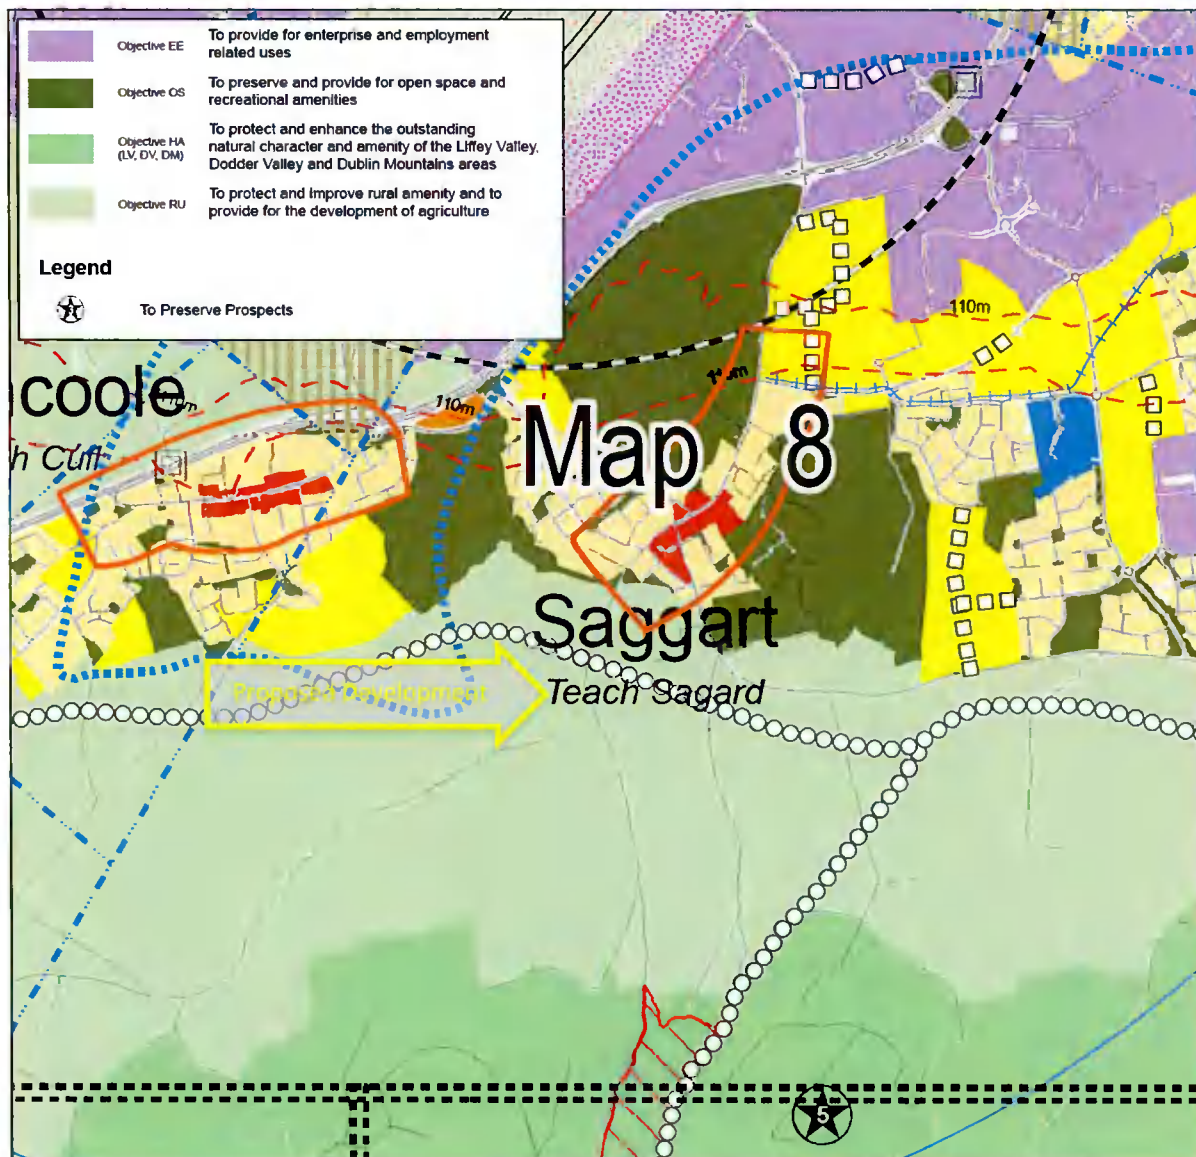 Objective EE
To provide for enterprise and employment
related uses
Objective OS
To preserve and provide for open space and
recreational amenities
Objective HA
(LV, DV, DM)
To protect and enhance the outstanding
natural character and amenity of the Liffey Valley,
Dodder Valley and Dublin Mountains areas
Objective RU
To protect and improve rural amenity and to
provide for the development of agriculture
Legend
To Preserve Prospects
110m
110m
coole
110m
Map 8
Saggart
Teach Sagard
Proposed Development
5